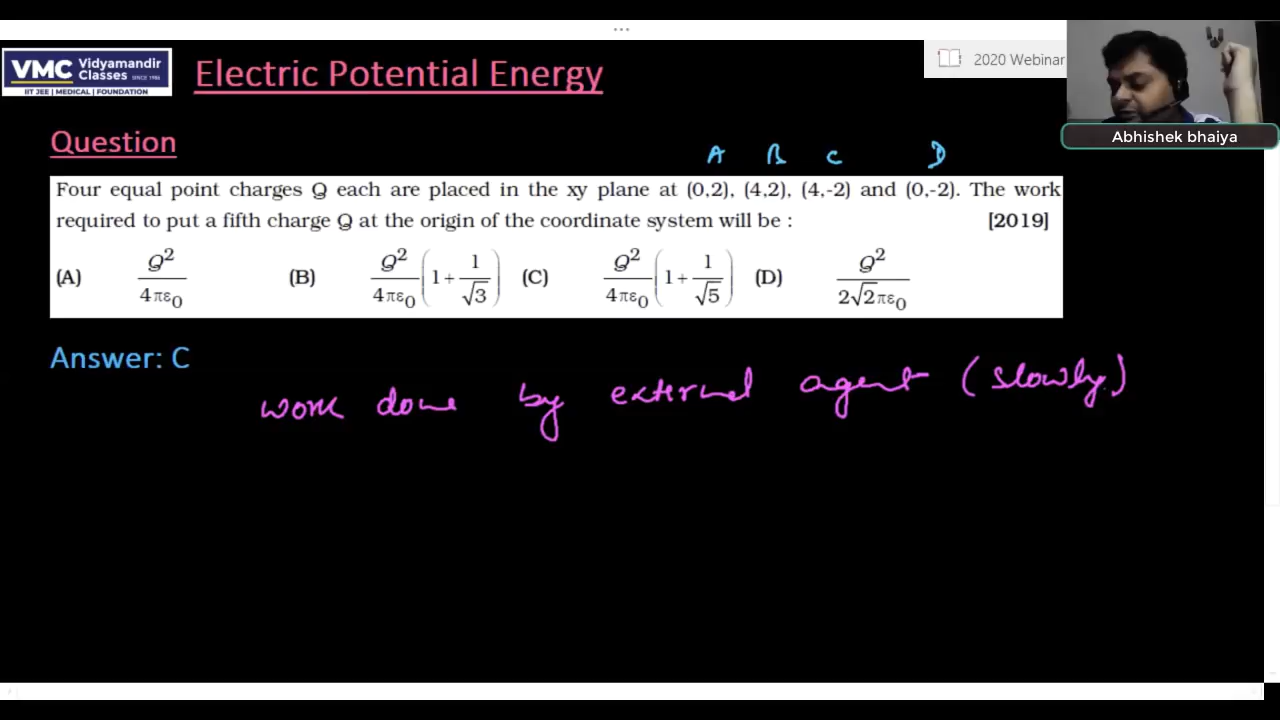 ...
VMC Vidyamandir Classes SINCE 1986
IIT JEE | MEDICAL | FOUNDATION
Electric Potential Energy
2020 Webinar
Abhishek bhaiya
Question
A B C D
Four equal point charges Q each are placed in the xy plane at (0,2), (4,2), (4,-2) and (0,-2). The work
required to put a fifth charge Q at the origin of the coordinate system will be : [2019]
(A) Q²/4πε₀ (B) Q²/4πε₀ (1 + 1/√3) (C) Q²/4πε₀ (1 + 1/√5) (D) Q²/2√2πε₀
Answer: C
work done by external agent (slowly)